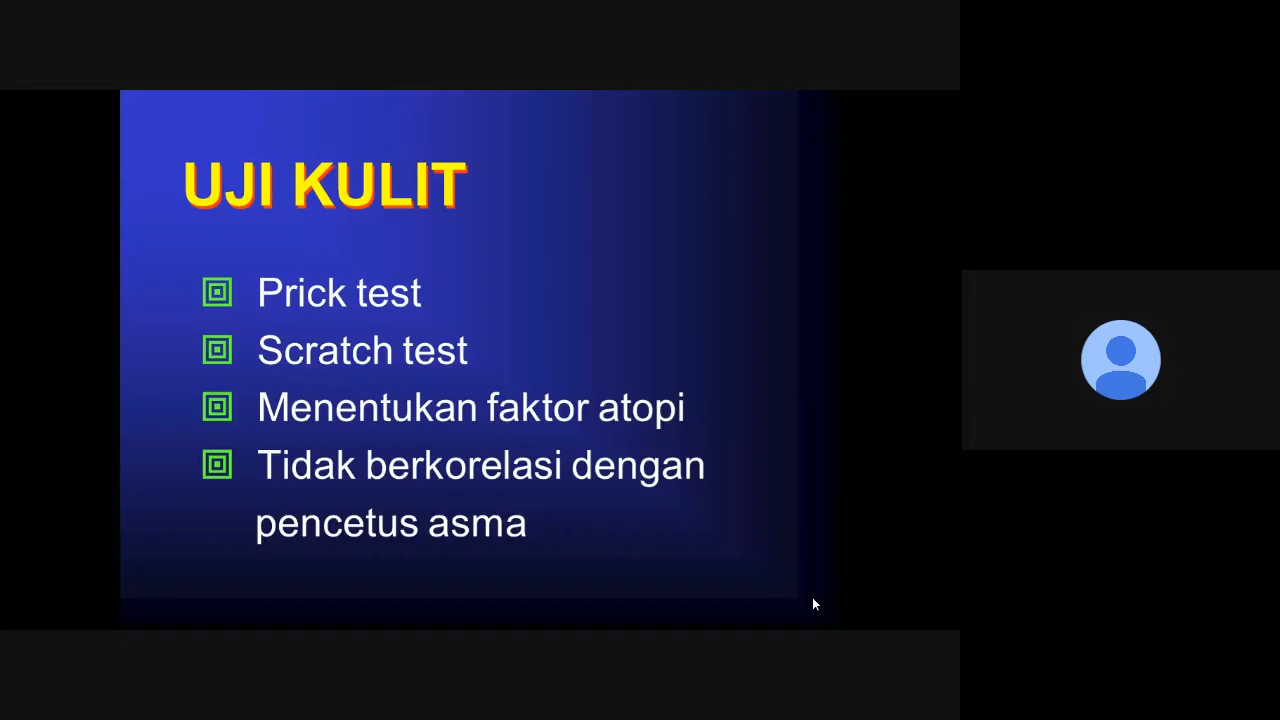 UJI KULIT
Prick test
Scratch test
Menentukan faktor atopi
Tidak berkorelasi dengan
pencetus asma